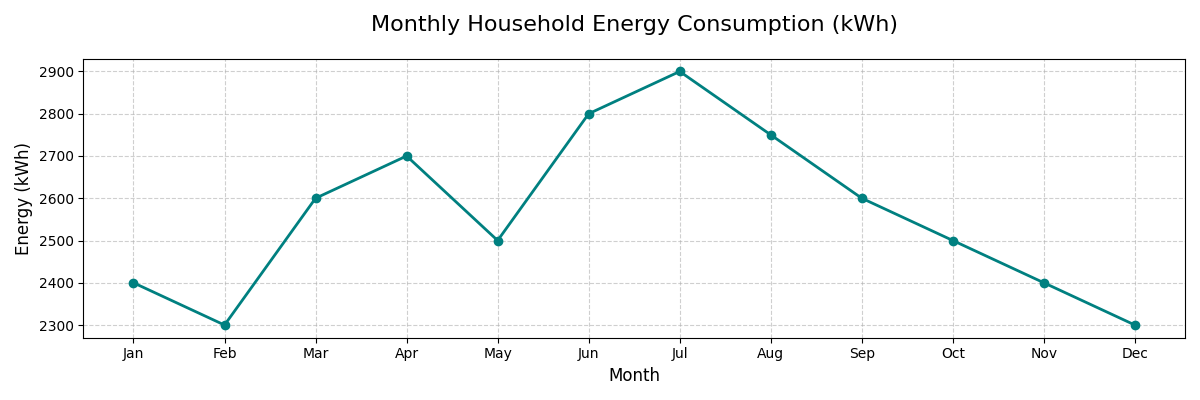 Monthly Household Energy Consumption (kWh)
Energy (kWh)
2900
2800
2700
2600
2500
2400
2300
Jan Feb Mar Apr May Jun Jul Aug Sep Oct Nov Dec
Month